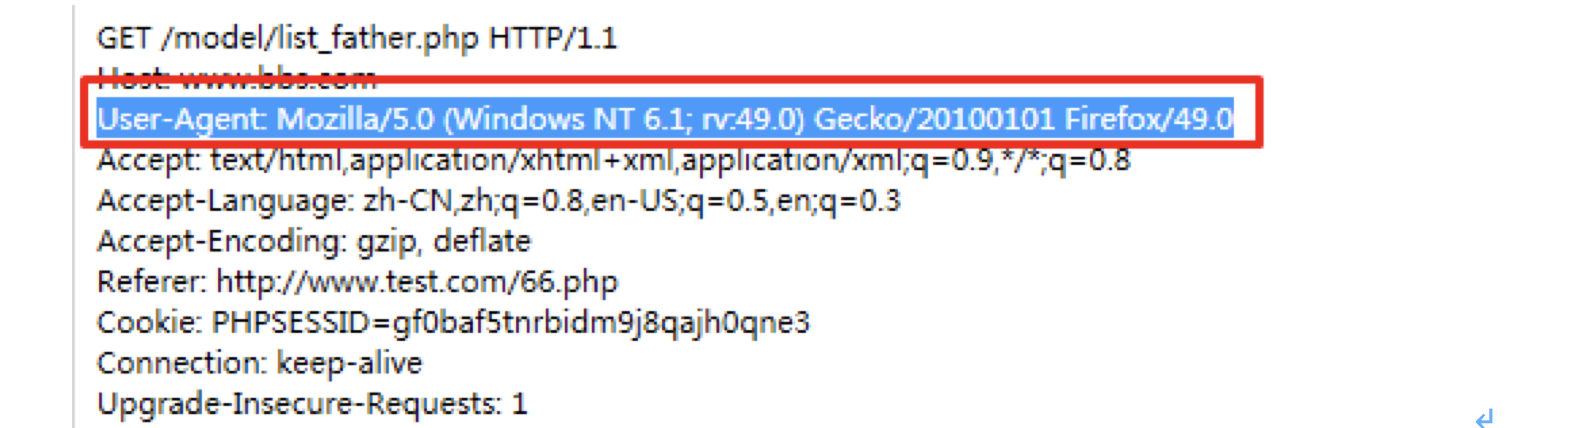 GET /model/list_father.php HTTP/1.1
Host: www.bbs.com
User-Agent: Mozilla/5.0 (Windows NT 6.1; rv:49.0) Gecko/20100101 Firefox/49.0
Accept: text/html,application/xhtml+xml,application/xml;q=0.9,*/*;q=0.8
Accept-Language: zh-CN,zh;q=0.8,en-US;q=0.5,en;q=0.3
Accept-Encoding: gzip, deflate
Referer: http://www.test.com/66.php
Cookie: PHPSESSID=gf0baf5tnrbidm9j8qajh0qne3
Connection: keep-alive
Upgrade-Insecure-Requests: 1